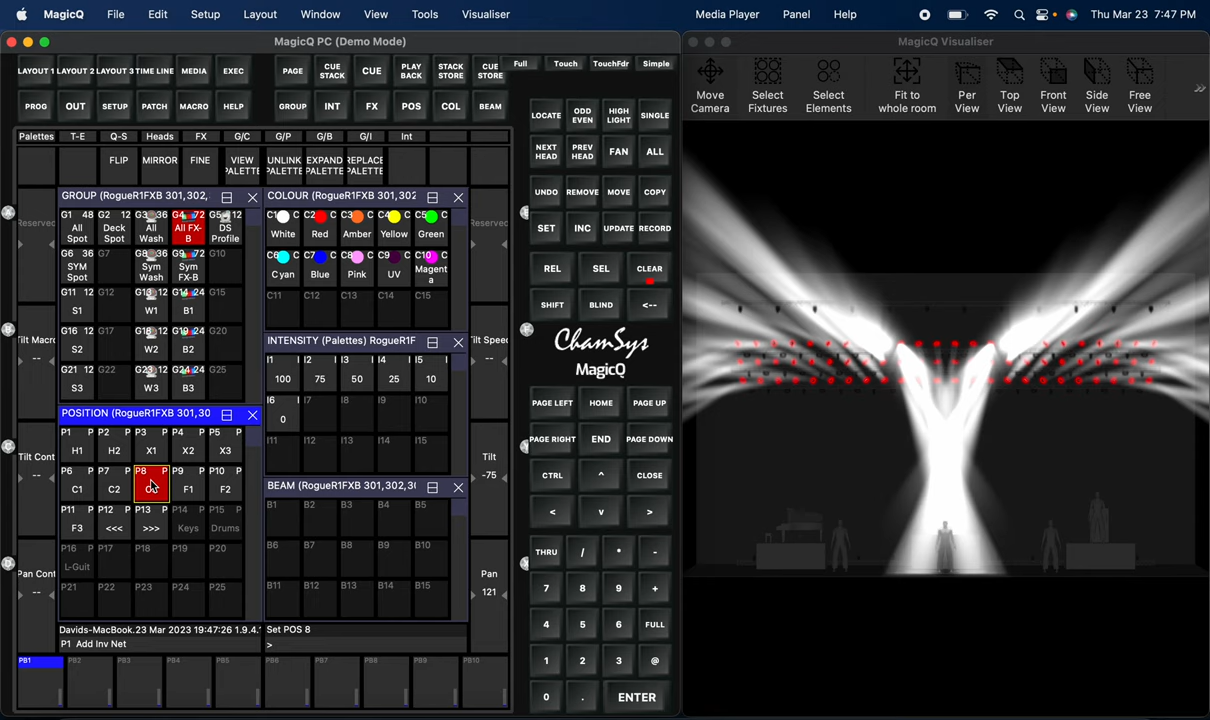 MagicQ File Edit Setup Layout Window View Tools Visualiser Media Player Panel Help Thu Mar 23 7:47 PM
MagicQ PC (Demo Mode)
MagicQ Visualiser
LAYOUT 1 LAYOUT 2 LAYOUT 3 TIME LINE MEDIA EXEC PAGE CUE STACK CUE PLAY BACK STACK STORE CUE STORE
Full Touch TouchFdr Simple
PROG OUT SETUP PATCH MACRO HELP GROUP INT FX POS COL BEAM
Move Camera Select Fixtures Select Elements Fit to whole room Per View Top View Front View Side View Free View
LOCATE ODD EVEN HIGH LIGHT SINGLE
NEXT HEAD PREV HEAD FAN ALL
UNDO REMOVE MOVE COPY
SET INC UPDATE RECORD
REL SEL CLEAR
SHIFT BLIND <--
ChamSys
MagicQ
PAGE LEFT HOME PAGE UP
PAGE RIGHT END PAGE DOWN
CTRL ^ CLOSE
< v >
THRU / * -
7 8 9 +
4 5 6 FULL
1 2 3 @
0 . ENTER
Palettes T-E Q-S Heads FX G/C G/P G/B G/I Int
FLIP MIRROR FINE VIEW PALETTE UNLINK PALETTE EXPAND PALETTE REPLACE PALETTE
Reserved
Tilt Macro
--
Tilt Cont
--
Pan Cont
--
GROUP (RogueR1FXB 301,302,
G1 48 G2 12 G3 36 G4 72 G5 12
All Spot Deck Spot All Wash All FX-B DS Profile
G6 36 G7 G8 36 G9 72 G10
SYM Spot Sym Wash Sym FX-B
G11 12 G12 G13 12 G14 24 G15
S1 W1 B1
G16 12 G17 G18 12 G19 24 G20
S2 W2 B2
G21 12 G22 G23 12 G24 24 G25
S3 W3 B3
POSITION (RogueR1FXB 301,30
P1 P P2 P P3 P P4 P P5 P
H1 H2 X1 X2 X3
P6 P P7 P P8 P P9 P P10 P
C1 C2 F1 F2
P11 P P12 P P13 P P14 P P15 P
F3 <<< >>> Keys Drums
P16 P P17 P18 P19 P20
L-Guit
P21 P22 P23 P24 P25
COLOUR (RogueR1FXB 301,302
C1 C C2 C C3 C C4 C C5 C
White Red Amber Yellow Green
C6 C C7 C C8 C C9 C C10 C
Cyan Blue Pink UV Magenta
C11 C12 C13 C14 C15
INTENSITY (Palettes) RogueR1F
I1 I I2 I I3 I I4 I I5 I
100 75 50 25 10
I6 I I7 I8 I9 I10
0
I11 I12 I13 I14 I15
BEAM (RogueR1FXB 301,302,30
B1 B2 B3 B4 B5
B6 B7 B8 B9 B10
B11 B12 B13 B14 B15
Reserved
Tilt Speed
--
Tilt
-75
Pan
121
Davids-MacBook.23 Mar 2023 19:47:26 1.9.4. Set POS 8
P1 Add Inv Net >
PB1 PB2 PB3 PB4 PB5 PB6 PB7 PB8 PB9 PB10